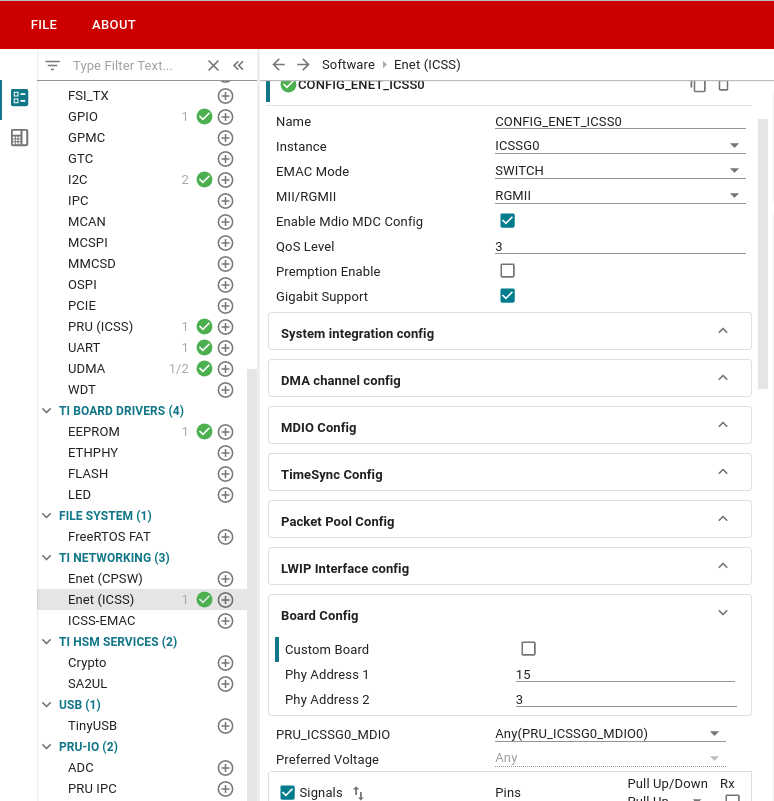 FILE ABOUT
Type Filter Text...
Software Enet (ICSS)
FSI_TX
GPIO 1
GPMC
GTC
I2C 2
IPC
MCAN
MCSPI
MMCSD
OSPI
PCIE
PRU (ICSS) 1
UART 1
UDMA 1/2
WDT
TI BOARD DRIVERS (4)
EEPROM 1
ETHPHY
FLASH
LED
FILE SYSTEM (1)
FreeRTOS FAT
TI NETWORKING (3)
Enet (CPSW)
Enet (ICSS) 1
ICSS-EMAC
TI HSM SERVICES (2)
Crypto
SA2UL
USB (1)
TinyUSB
PRU-IO (2)
ADC
PRU IPC
CONFIG_ENET_ICSS0
Name CONFIG_ENET_ICSS0
Instance ICSSG0
EMAC Mode SWITCH
MII/RGMII RGMII
Enable Mdio MDC Config
QoS Level 3
Premption Enable
Gigabit Support
System integration config
DMA channel config
MDIO Config
TimeSync Config
Packet Pool Config
LWIP Interface config
Board Config
Custom Board
Phy Address 1 15
Phy Address 2 3
PRU_ICSSG0_MDIO Any(PRU_ICSSG0_MDIO0)
Preferred Voltage Any
Signals Pins Pull Up/Down Rx
Pull Up